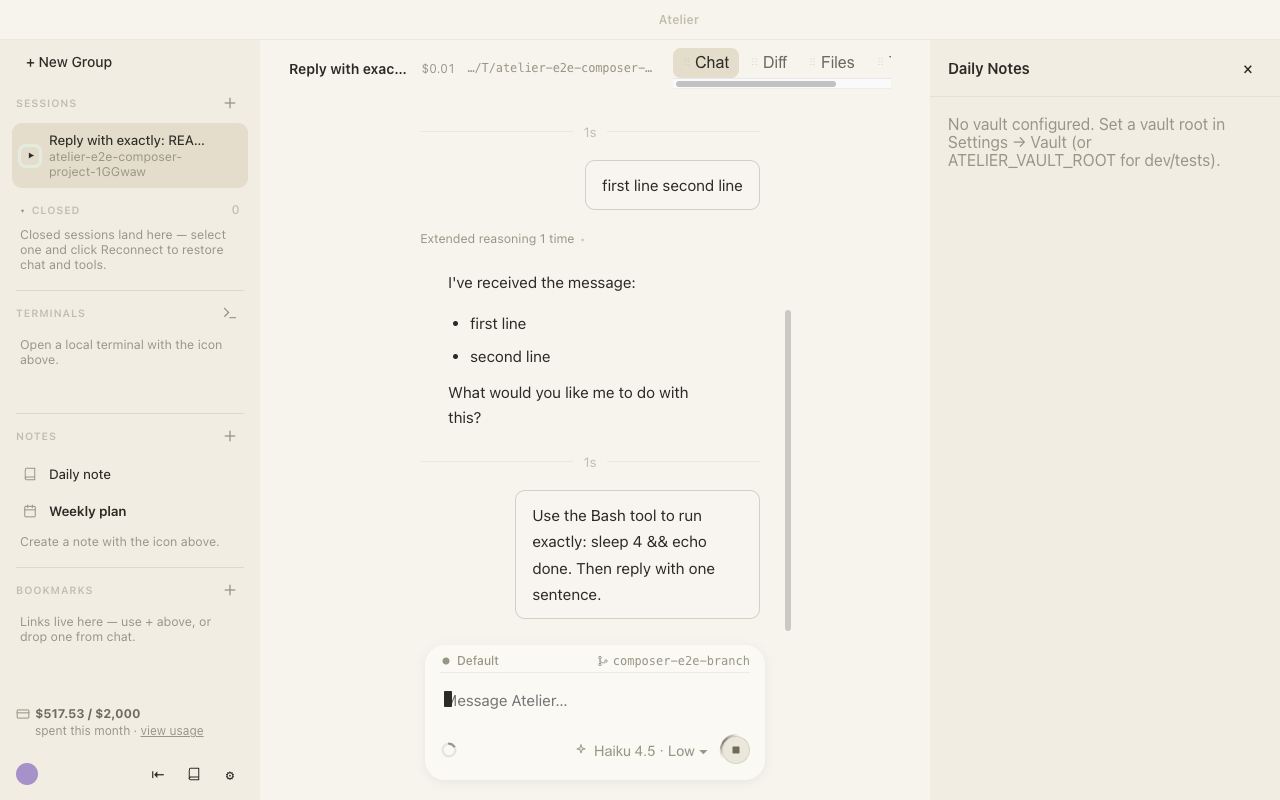 Atelier
+ New Group
SESSIONS
Reply with exactly: REA...
atelier-e2e-composer-
project-1GGwaw
CLOSED
0
Closed sessions land here — select
one and click Reconnect to restore
chat and tools.
TERMINALS
Open a local terminal with the icon
above.
NOTES
Daily note
Weekly plan
Create a note with the icon above.
BOOKMARKS
Links live here — use + above, or
drop one from chat.
$517.53 / $2,000
spent this month · view usage
Reply with exac...
$0.01
…/T/atelier-e2e-composer-…
Chat
Diff
Files
1s
first line second line
Extended reasoning 1 time
I've received the message:
• first line
• second line
What would you like me to do with
this?
1s
Use the Bash tool to run
exactly: sleep 4 && echo
done. Then reply with one
sentence.
Default
composer-e2e-branch
Message Atelier...
Haiku 4.5 · Low
Daily Notes
No vault configured. Set a vault root in
Settings → Vault (or
ATELIER_VAULT_ROOT for dev/tests).